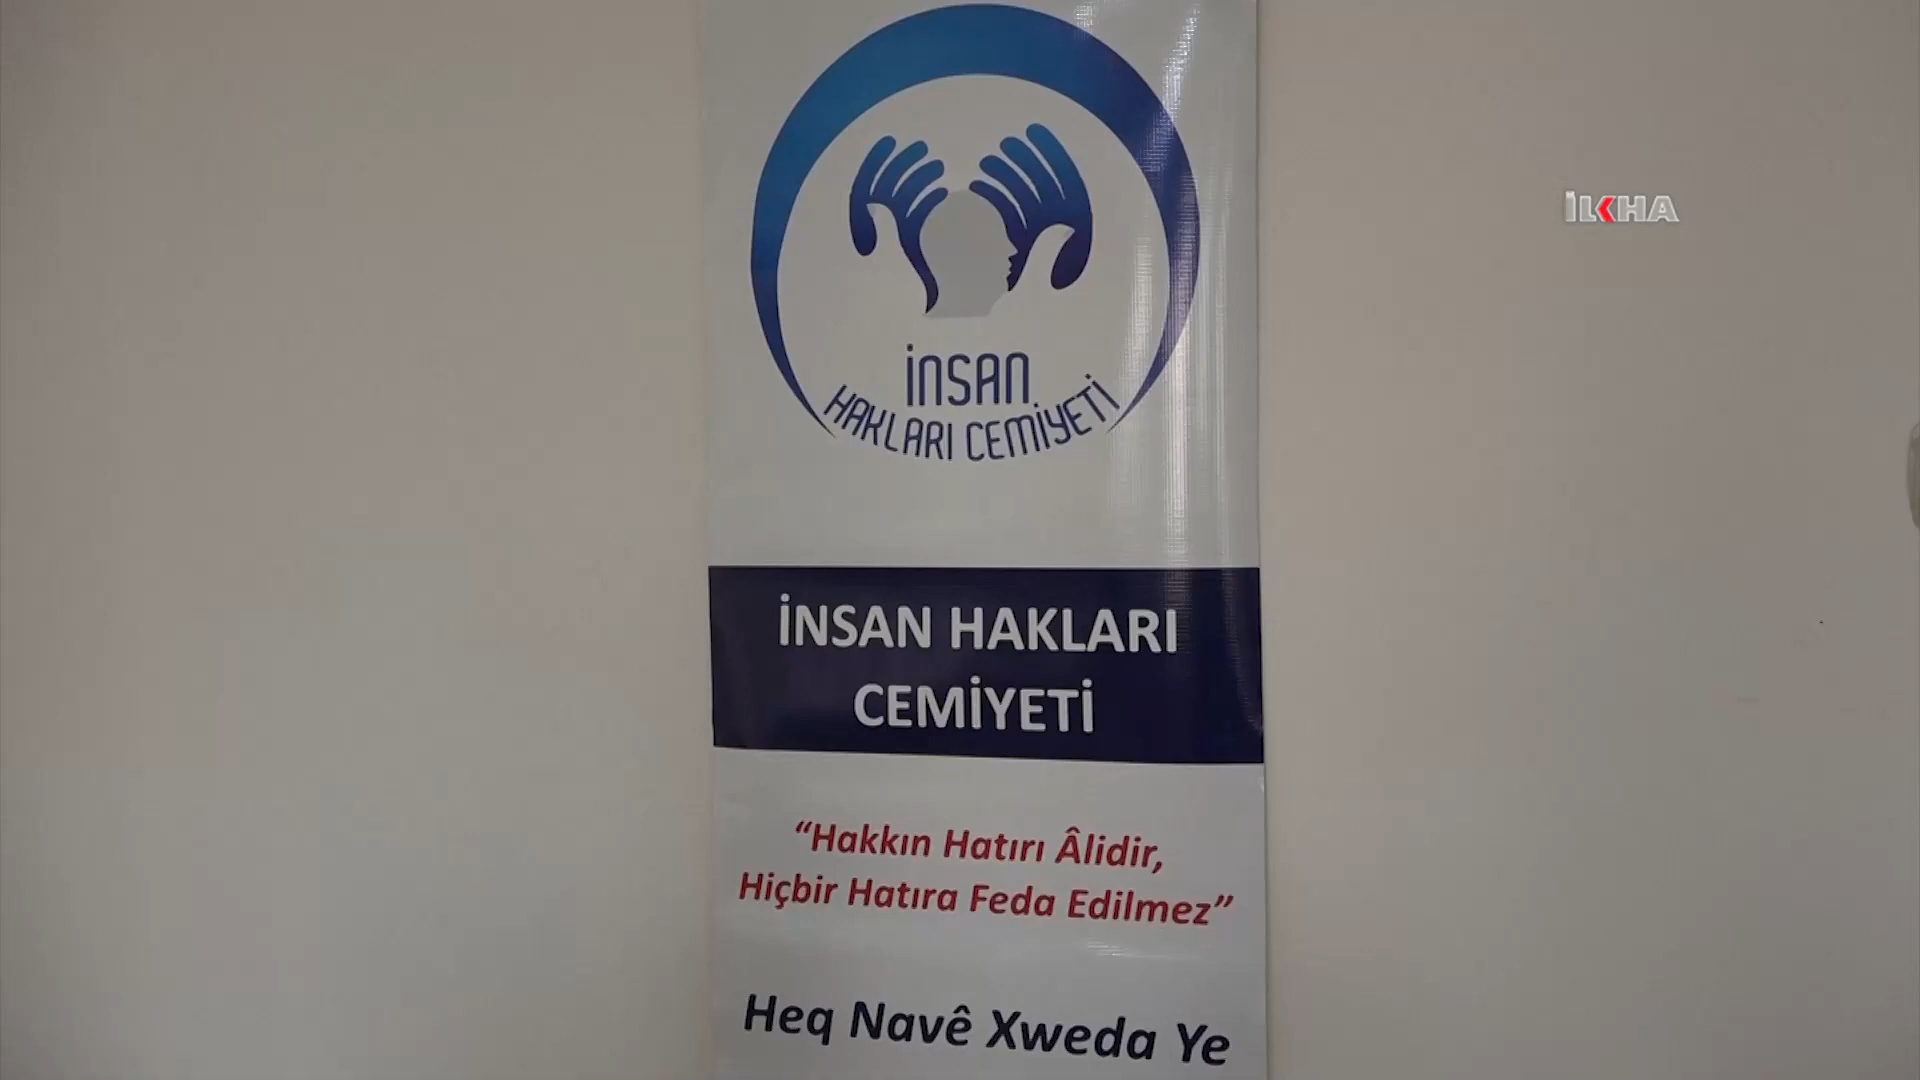 İNSAN
HAKLARI CEMİYETİ
İLKHA
İNSAN HAKLARI
CEMİYETİ
“Hakkın Hatırı Âlidir,
Hiçbir Hatıra Feda Edilmez”
Heq Navê Xweda Ye